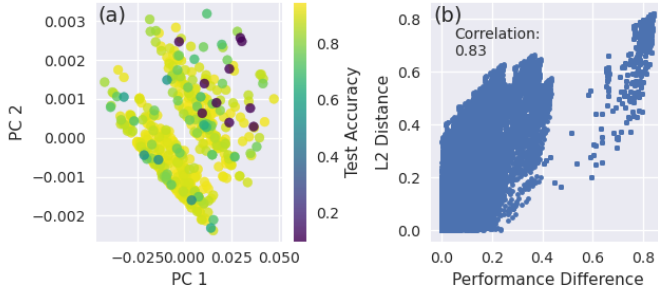 (a)
0.003
0.002
0.001
0.000
−0.001
−0.002
PC 2
−0.025 0.000 0.025 0.050
PC 1
0.8
0.6
0.4
0.2
Test Accuracy
(b)
Correlation:
0.83
0.8
0.6
0.4
0.2
0.0
L2 Distance
0.0 0.2 0.4 0.6 0.8
Performance Difference